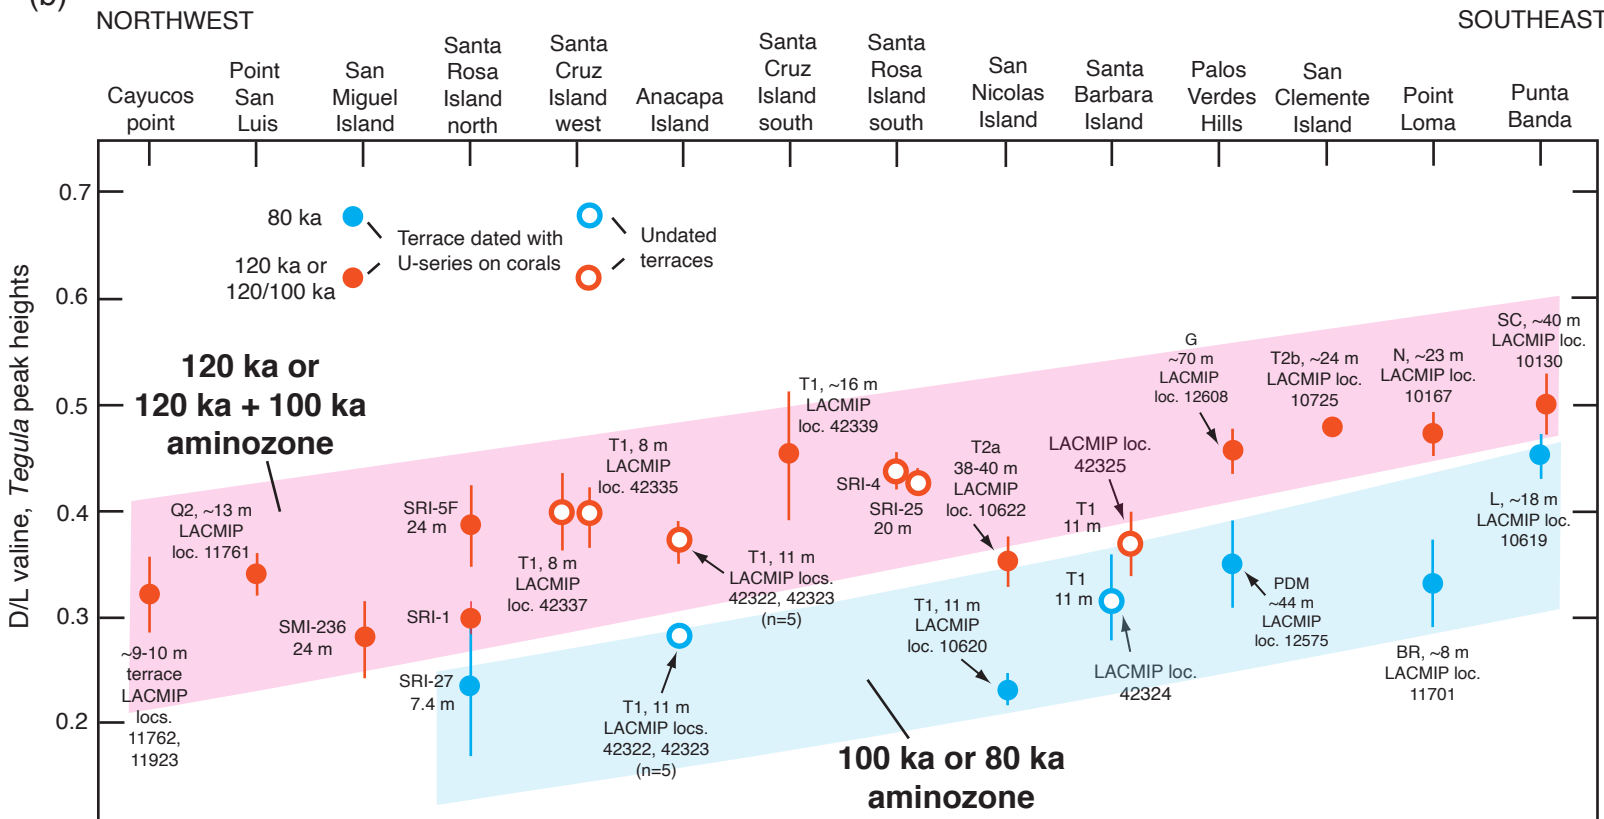 (b)
NORTHWEST
SOUTHEAST
Cayucos
point
Point
San
Luis
San
Miguel
Island
Santa
Rosa
Island
north
Santa
Cruz
Island
west
Anacapa
Island
Santa
Cruz
Island
south
Santa
Rosa
Island
south
San
Nicolas
Island
Santa
Barbara
Island
Palos
Verdes
Hills
San
Clemente
Island
Point
Loma
Punta
Banda
D/L valine, Tegula peak heights
0.7
0.6
0.5
0.4
0.3
0.2
80 ka
120 ka or
120/100 ka
Terrace dated with
U-series on corals
Undated
terraces
120 ka or
120 ka + 100 ka
aminozone
Q2, ~13 m
LACMIP
loc. 11761
~9-10 m
terrace
LACMIP
locs.
11762,
11923
SMI-236
24 m
SRI-5F
24 m
SRI-1
SRI-27
7.4 m
T1, 8 m
LACMIP
loc. 42335
T1, 8 m
LACMIP
loc. 42337
T1, 11 m
LACMIP locs.
42322, 42323
(n=5)
T1, 11 m
LACMIP locs.
42322, 42323
(n=5)
T1, ~16 m
LACMIP
loc. 42339
SRI-4
SRI-25
20 m
T2a
38-40 m
LACMIP
loc. 10622
T1, 11 m
LACMIP
loc. 10620
LACMIP loc.
42325
T1
11 m
T1
11 m
LACMIP loc.
42324
G
~70 m
LACMIP
loc. 12608
PDM
~44 m
LACMIP
loc. 12575
T2b, ~24 m
LACMIP loc.
10725
N, ~23 m
LACMIP loc.
10167
BR, ~8 m
LACMIP loc.
11701
SC, ~40 m
LACMIP loc.
10130
L, ~18 m
LACMIP loc.
10619
100 ka or 80 ka
aminozone